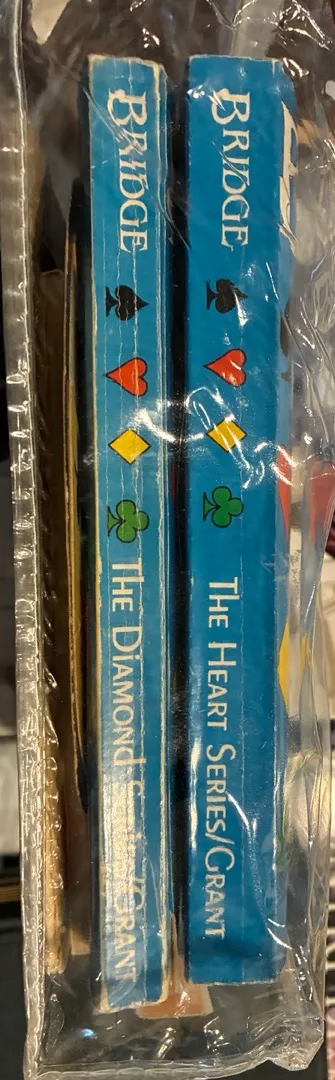 BRIDGE
THE DIAMOND SERIES/GRANT
BRIDGE
THE HEART SERIES/GRANT